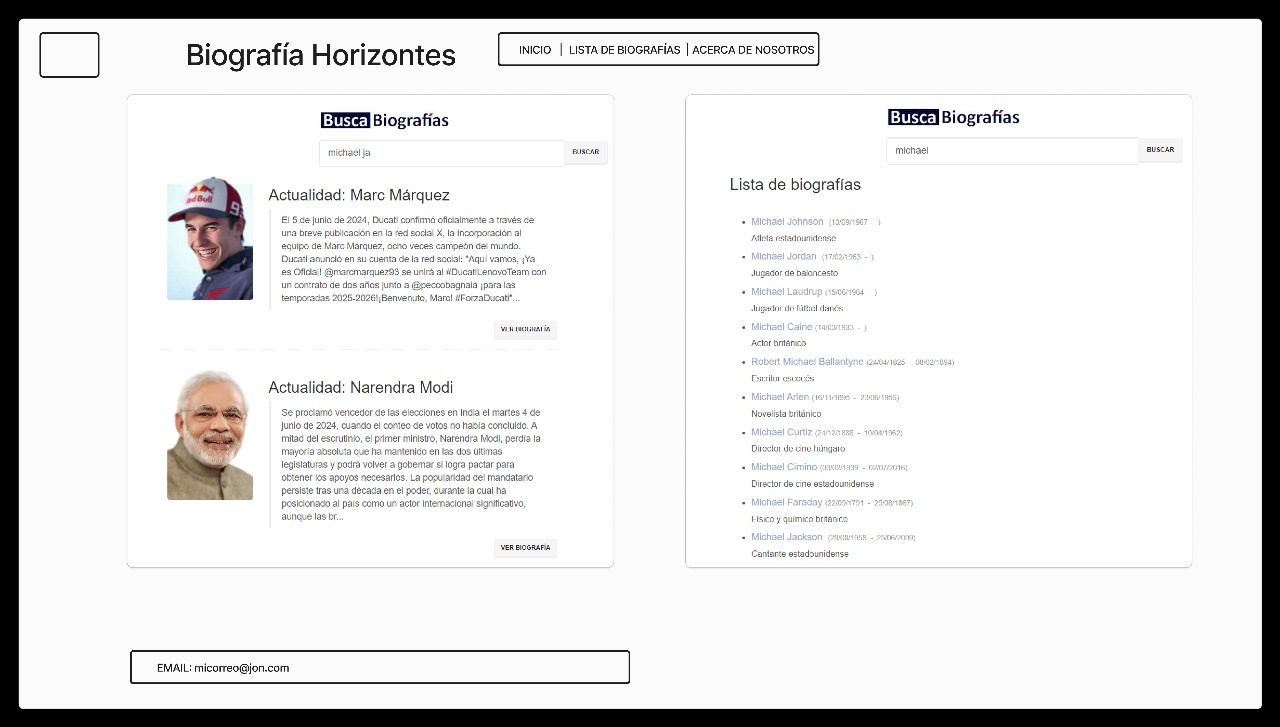 Biografía Horizontes
INICIO | LISTA DE BIOGRAFÍAS | ACERCA DE NOSOTROS
Busca Biografías
michael ja
BUSCAR
Red Bull
93
Actualidad: Marc Márquez
El 5 de junio de 2024, Ducati confirmó oficialmente a través de
una breve publicación en la red social X, la incorporación al
equipo de Marc Márquez, ocho veces campeón del mundo.
Ducati anunció en su cuenta de la red social: "Aquí vamos, ¡Ya
es Oficial! @marcmarquez93 se unirá al #DucatiLenovoTeam con
un contrato de dos años junto a @peccobagnaia ¡para las
temporadas 2025-2026!¡Benvenuto, Marc! #ForzaDucati"...
VER BIOGRAFÍA
Actualidad: Narendra Modi
Se proclamó vencedor de las elecciones en India el martes 4 de
junio de 2024, cuando el conteo de votos no había concluido. A
mitad del escrutinio, el primer ministro, Narendra Modi, perdía la
mayoría absoluta que ha mantenido en las dos últimas
legislaturas y podrá volver a gobernar si logra pactar para
obtener los apoyos necesarios. La popularidad del mandatario
persiste tras una década en el poder, durante la cual ha
posicionado al país como un actor internacional significativo,
aunque las br...
VER BIOGRAFÍA
Busca Biografías
michael
BUSCAR
Lista de biografías
• Michael Johnson (13/09/1967 - )
Atleta estadounidense
• Michael Jordan (17/02/1963 - )
Jugador de baloncesto
• Michael Laudrup (15/06/1964 - )
Jugador de fútbol danés
• Michael Caine (14/03/1933 - )
Actor británico
• Robert Michael Ballantyne (24/04/1825 - 08/02/1894)
Escritor escocés
• Michael Arlen (16/11/1895 - 23/06/1956)
Novelista británico
• Michael Curtiz (24/12/1888 - 10/04/1962)
Director de cine húngaro
• Michael Cimino (03/02/1939 - 02/07/2016)
Director de cine estadounidense
• Michael Faraday (22/09/1791 - 25/08/1867)
Físico y químico británico
• Michael Jackson (29/08/1958 - 25/06/2009)
Cantante estadounidense
EMAIL: micorreo@jon.com